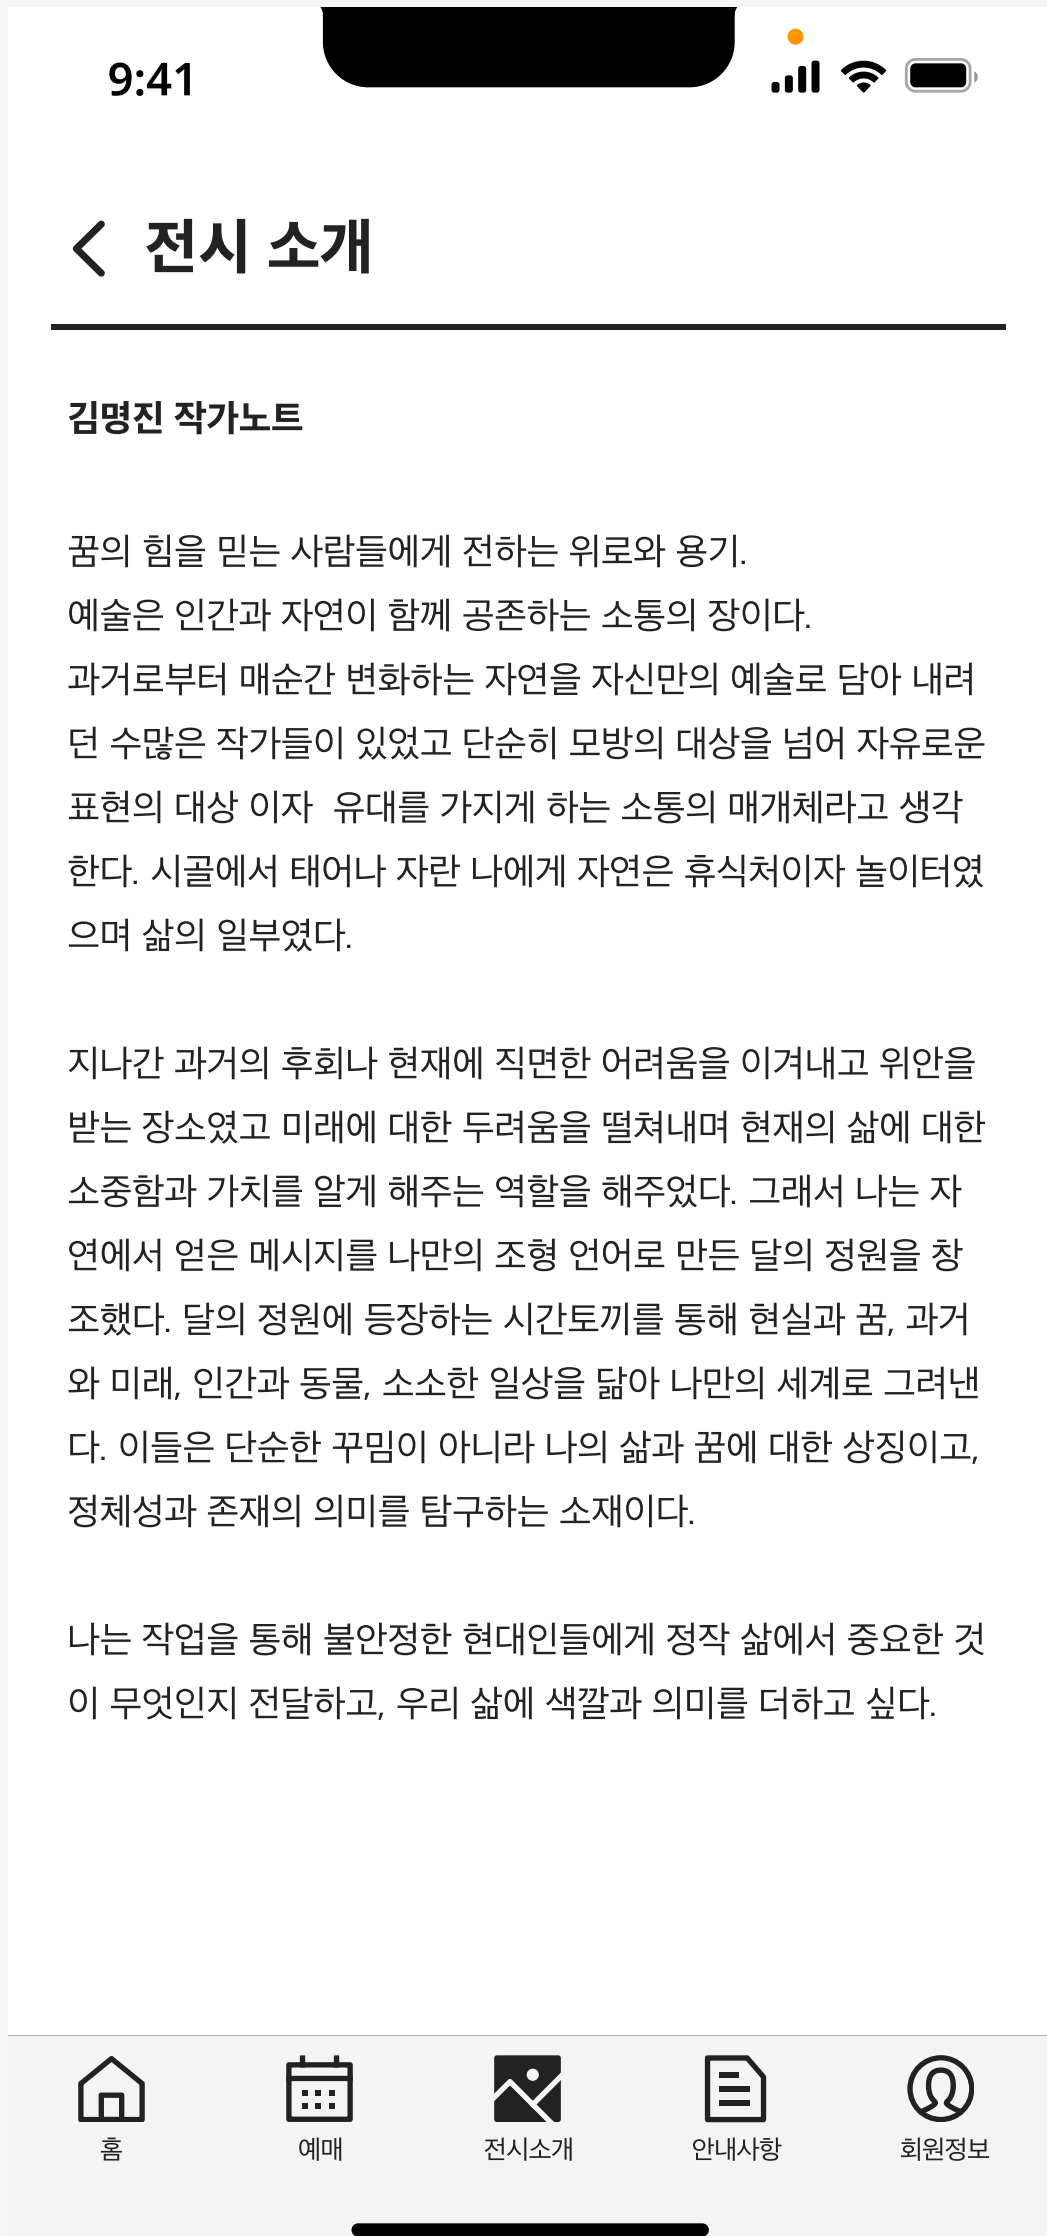 9:41
전시 소개
김명진 작가노트
꿈의 힘을 믿는 사람들에게 전하는 위로와 용기.
예술은 인간과 자연이 함께 공존하는 소통의 장이다.
과거로부터 매순간 변화하는 자연을 자신만의 예술로 담아 내려
던 수많은 작가들이 있었고 단순히 모방의 대상을 넘어 자유로운
표현의 대상 이자  유대를 가지게 하는 소통의 매개체라고 생각
한다. 시골에서 태어나 자란 나에게 자연은 휴식처이자 놀이터였
으며 삶의 일부였다.
지나간 과거의 후회나 현재에 직면한 어려움을 이겨내고 위안을
받는 장소였고 미래에 대한 두려움을 떨쳐내며 현재의 삶에 대한
소중함과 가치를 알게 해주는 역할을 해주었다. 그래서 나는 자
연에서 얻은 메시지를 나만의 조형 언어로 만든 달의 정원을 창
조했다. 달의 정원에 등장하는 시간토끼를 통해 현실과 꿈, 과거
와 미래, 인간과 동물, 소소한 일상을 닮아 나만의 세계로 그려낸
다. 이들은 단순한 꾸밈이 아니라 나의 삶과 꿈에 대한 상징이고,
정체성과 존재의 의미를 탐구하는 소재이다.
나는 작업을 통해 불안정한 현대인들에게 정작 삶에서 중요한 것
이 무엇인지 전달하고, 우리 삶에 색깔과 의미를 더하고 싶다.
홈
예매
전시소개
안내사항
회원정보